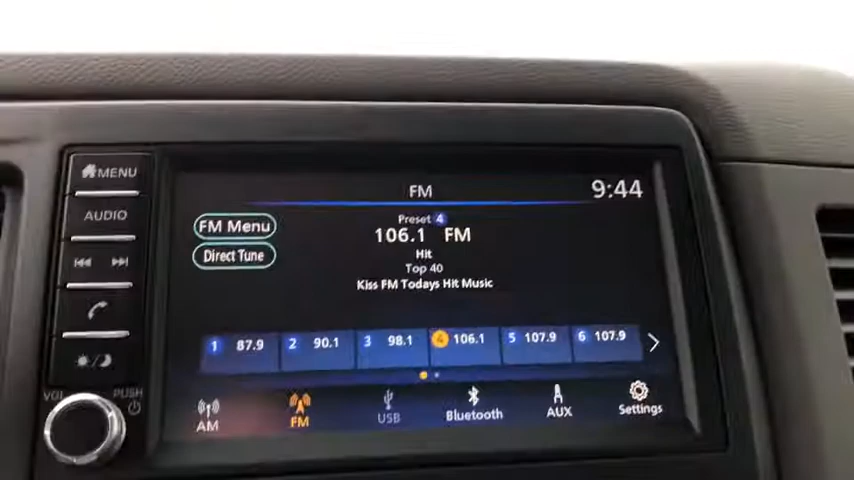 MENU
AUDIO
VOL
PUSH
FM
9:44
FM Menu
Direct Tune
Preset 4
106.1 FM
Hit
Top 40
Kiss FM Todays Hit Music
1 87.9 2 90.1 3 98.1 4 106.1 5 107.9 6 107.9
AM FM USB Bluetooth AUX Settings